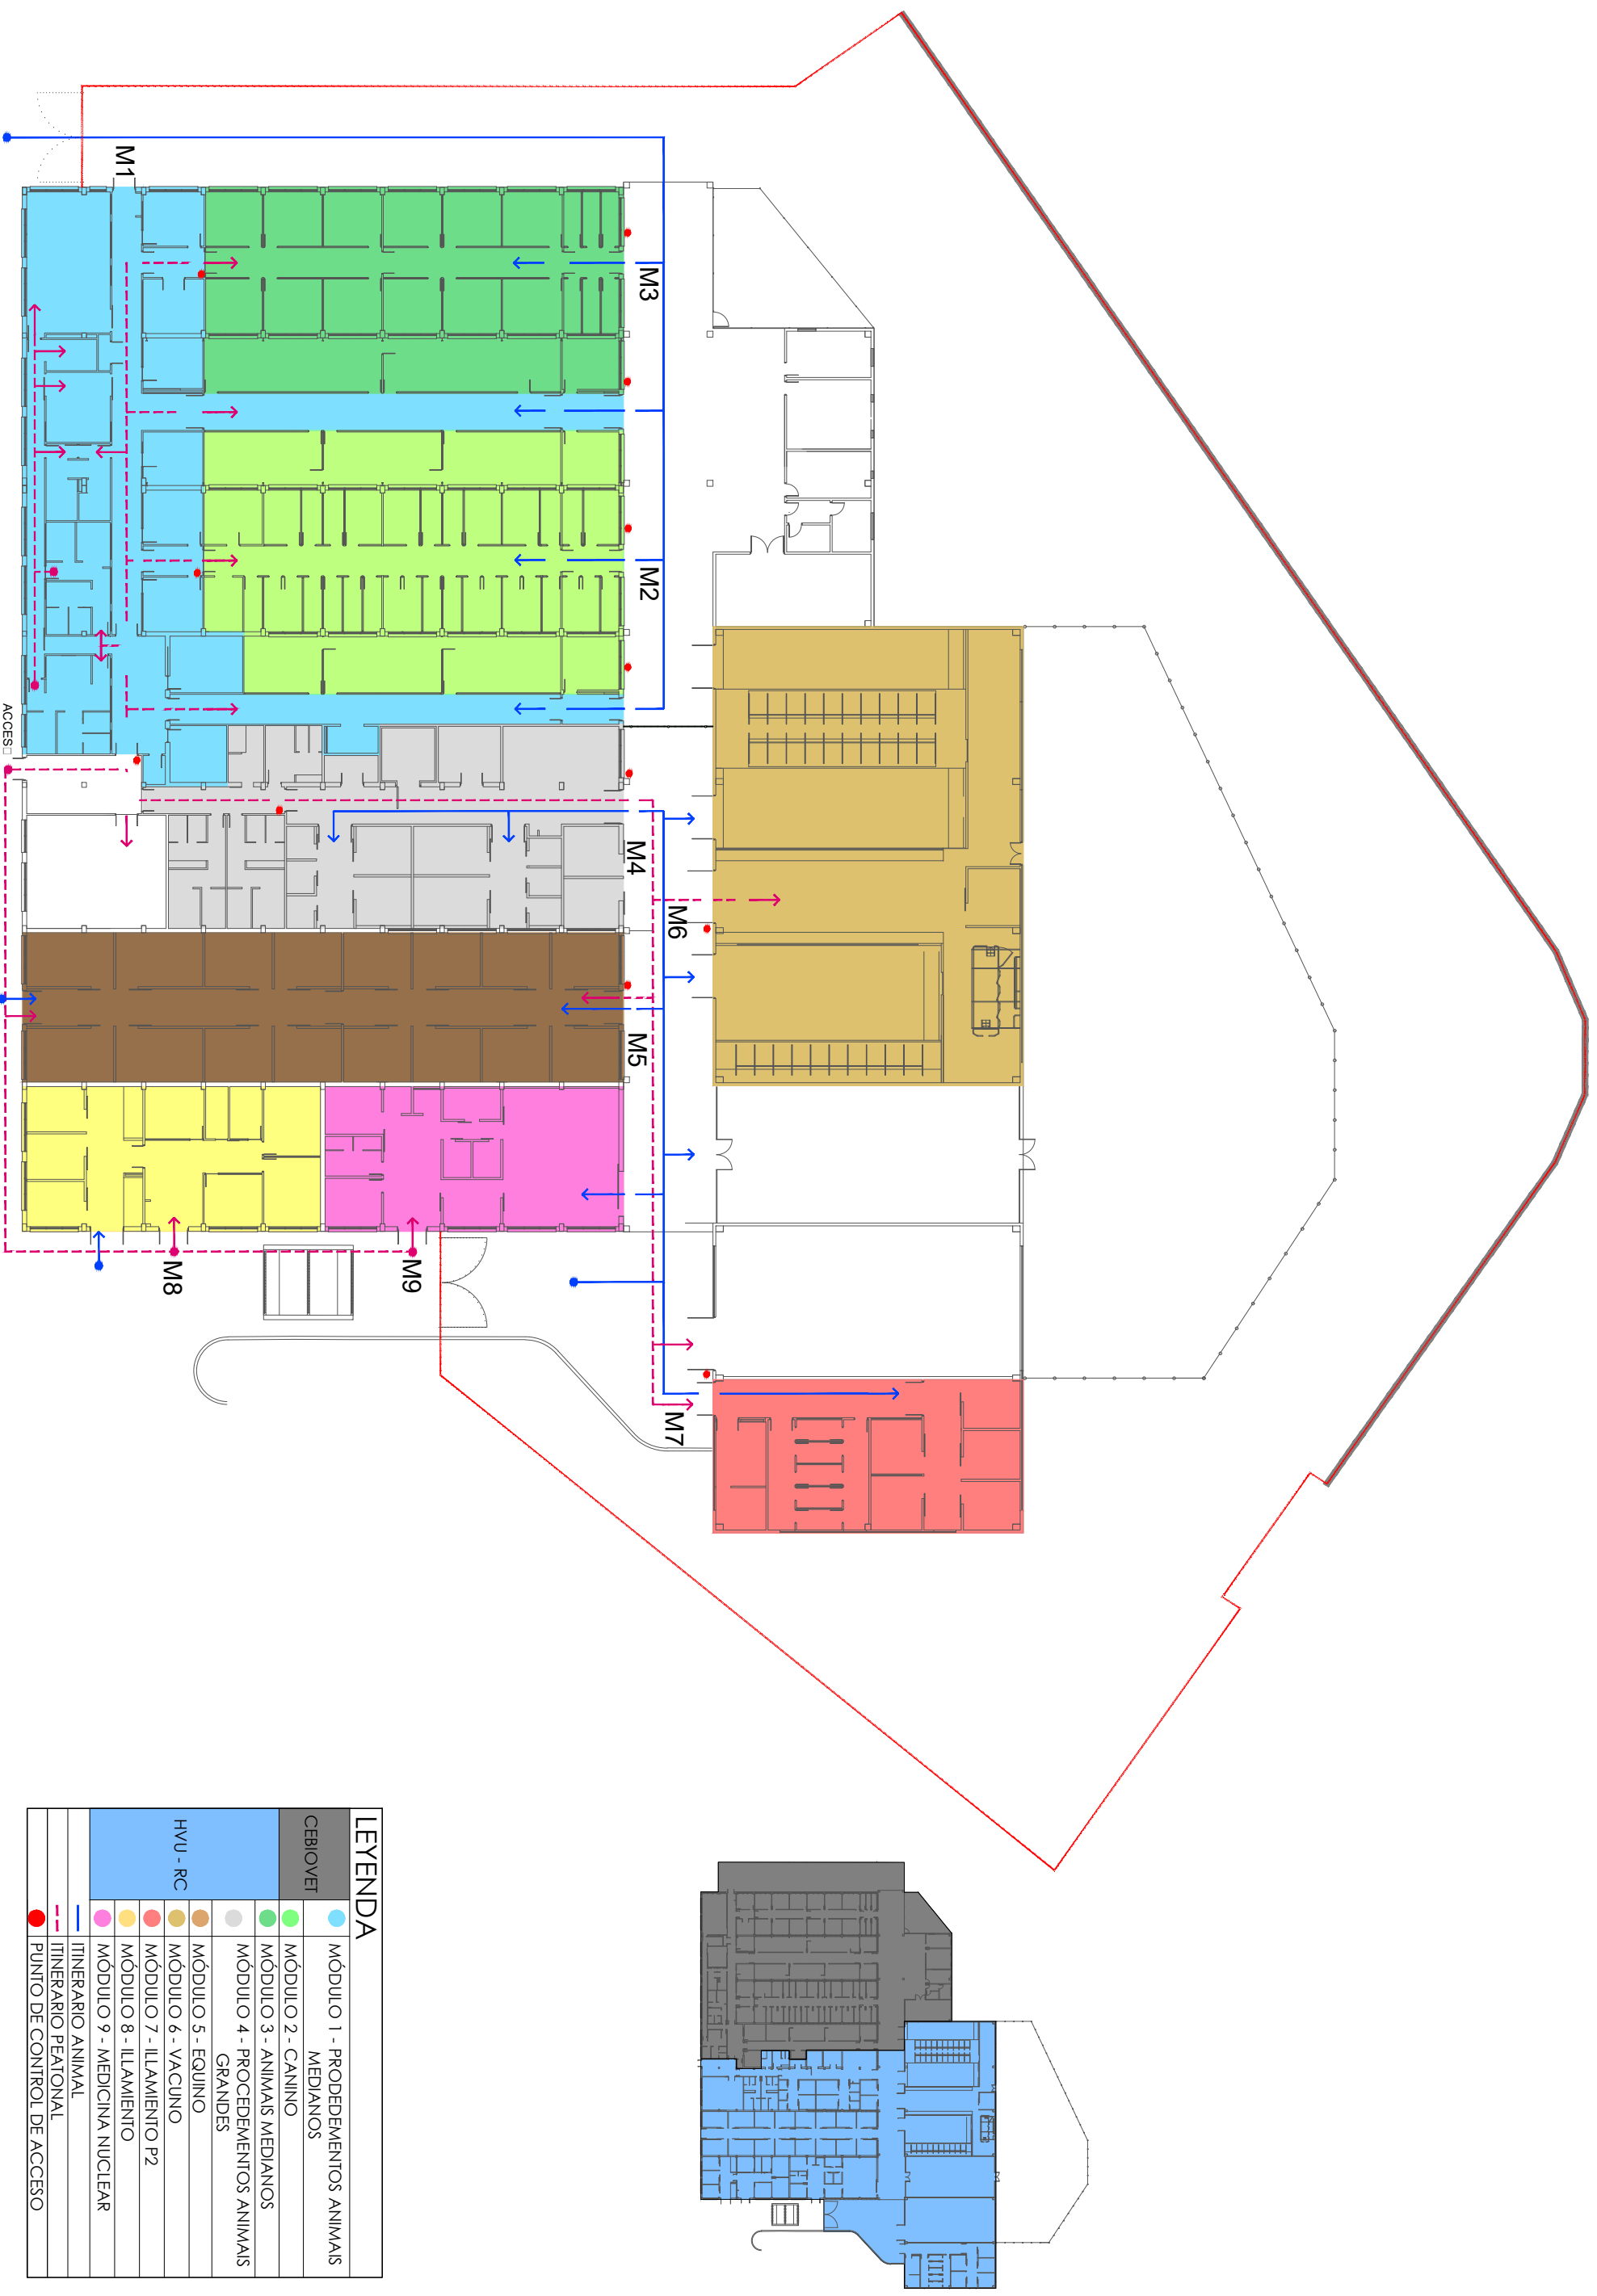 M1
M3
M2
M4
M6
M5
M7
M8
M9
ACCES□
LEYENDA
CEBIOVET
HVU - RC
MÓDULO 1 - PRODEDEMENTOS ANIMAIS
MEDIANOS
MÓDULO 2 - CANINO
MÓDULO 3 - ANIMAIS MEDIANOS
MÓDULO 4 - PROCEDEMENTOS ANIMAIS
GRANDES
MÓDULO 5 - EQUINO
MÓDULO 6 - VACUNO
MÓDULO 7 - ILLAMENTO P2
MÓDULO 8 - ILLAMIENTO
MÓDULO 9 - MEDICINA NUCLEAR
ITINERARIO ANIMAL
ITINERARIO PEATONAL
PUNTO DE CONTROL DE ACCESO